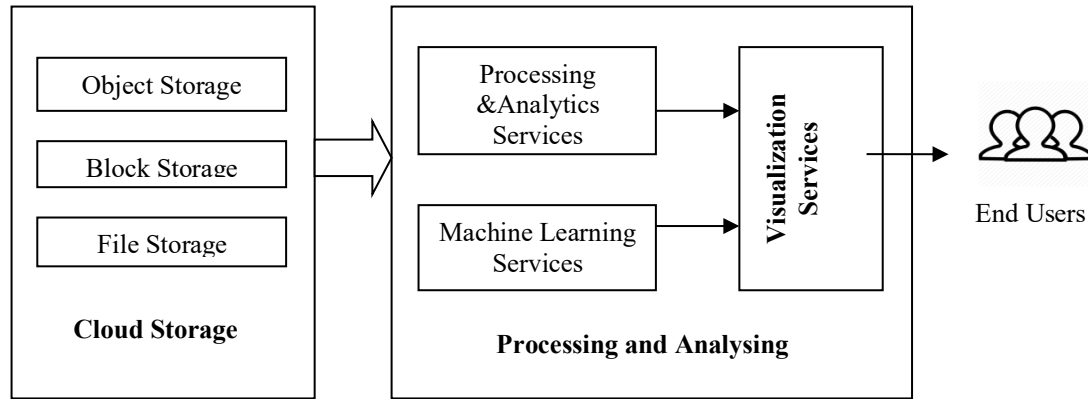 Object Storage
Block Storage
File Storage
Cloud Storage
Processing
&Analytics
Services
Machine Learning
Services
Visualization
Services
Processing and Analysing
End Users